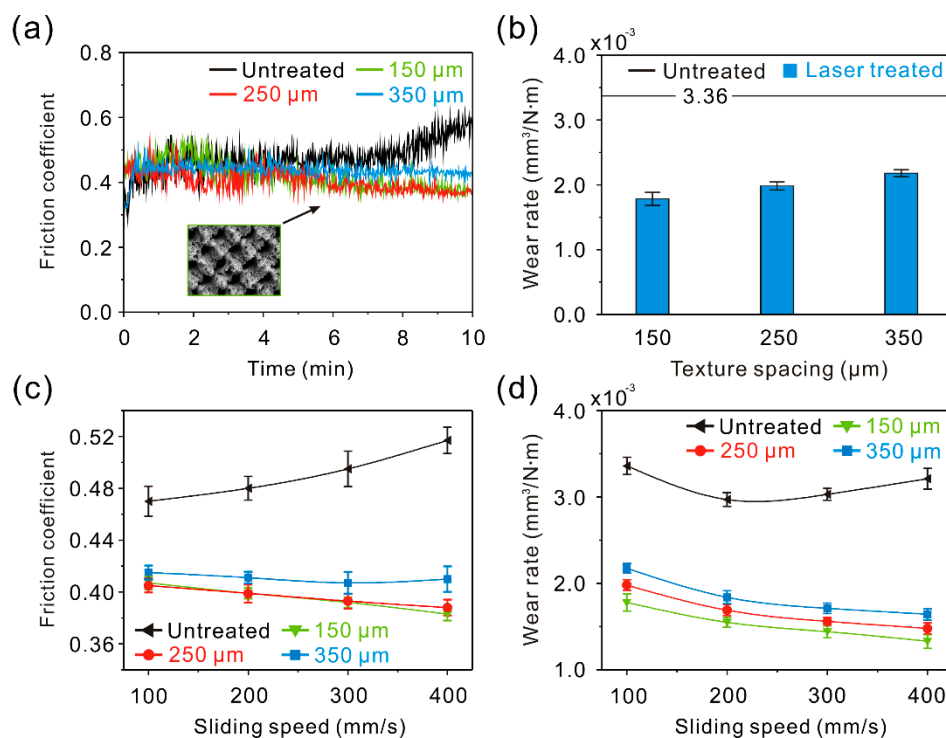 (a)
Friction coefficient
0.8
0.6
0.4
0.2
0.0
Untreated
150 μm
250 μm
350 μm
0 2 4 6 8 10
Time (min)
(b)
Wear rate (mm³/N·m)
×10⁻³
4.0
3.0
2.0
1.0
0.0
Untreated
Laser treated
3.36
150 250 350
Texture spacing (μm)
(c)
Friction coefficient
0.52
0.48
0.44
0.40
0.36
Untreated
150 μm
250 μm
350 μm
100 200 300 400
Sliding speed (mm/s)
(d)
Wear rate (mm³/N·m)
×10⁻³
4.0
3.0
2.0
1.0
Untreated
150 μm
250 μm
350 μm
100 200 300 400
Sliding speed (mm/s)